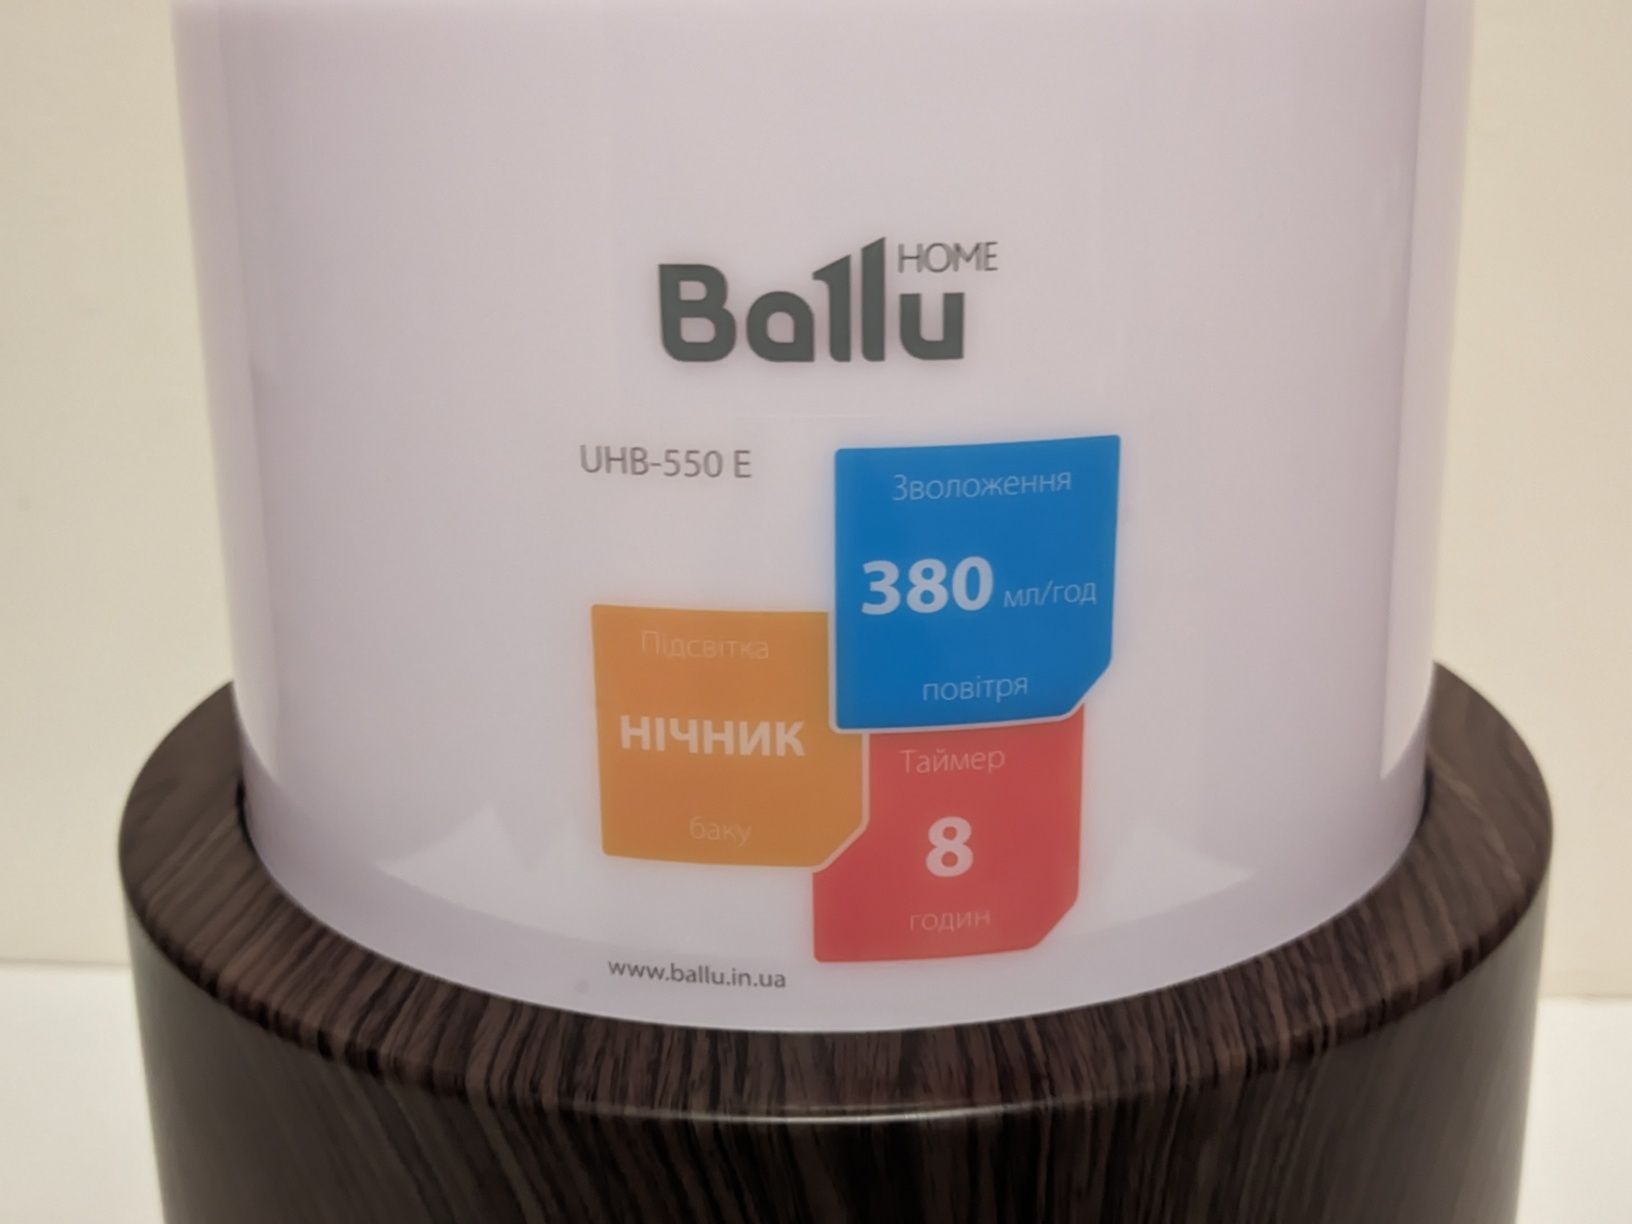 Ballu HOME
UHB-550 E
Зволоження
380 мл/год
повітря
Підсвітка
НІЧНИК
баку
Таймер
8
годин
www.ballu.in.ua